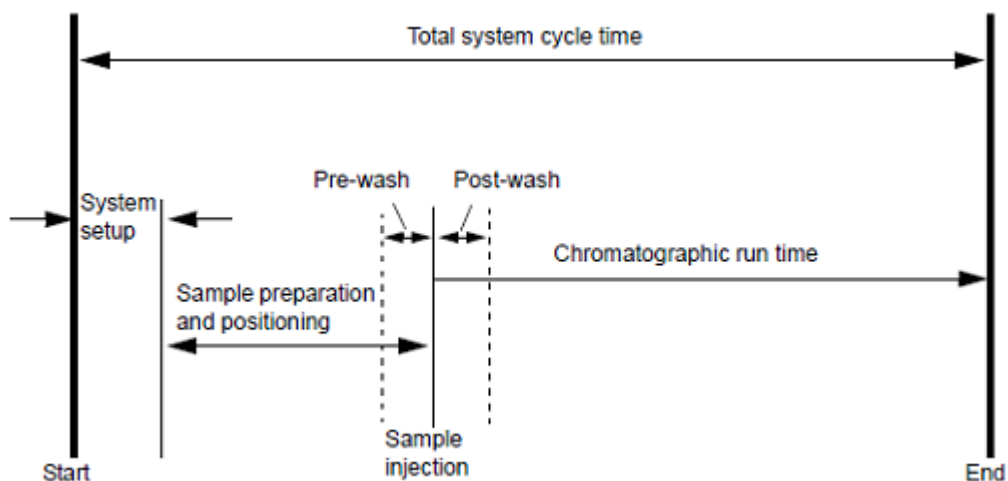 Total system cycle time
Pre-wash
Post-wash
System
setup
Chromatographic run time
Sample preparation
and positioning
Sample
injection
Start
End